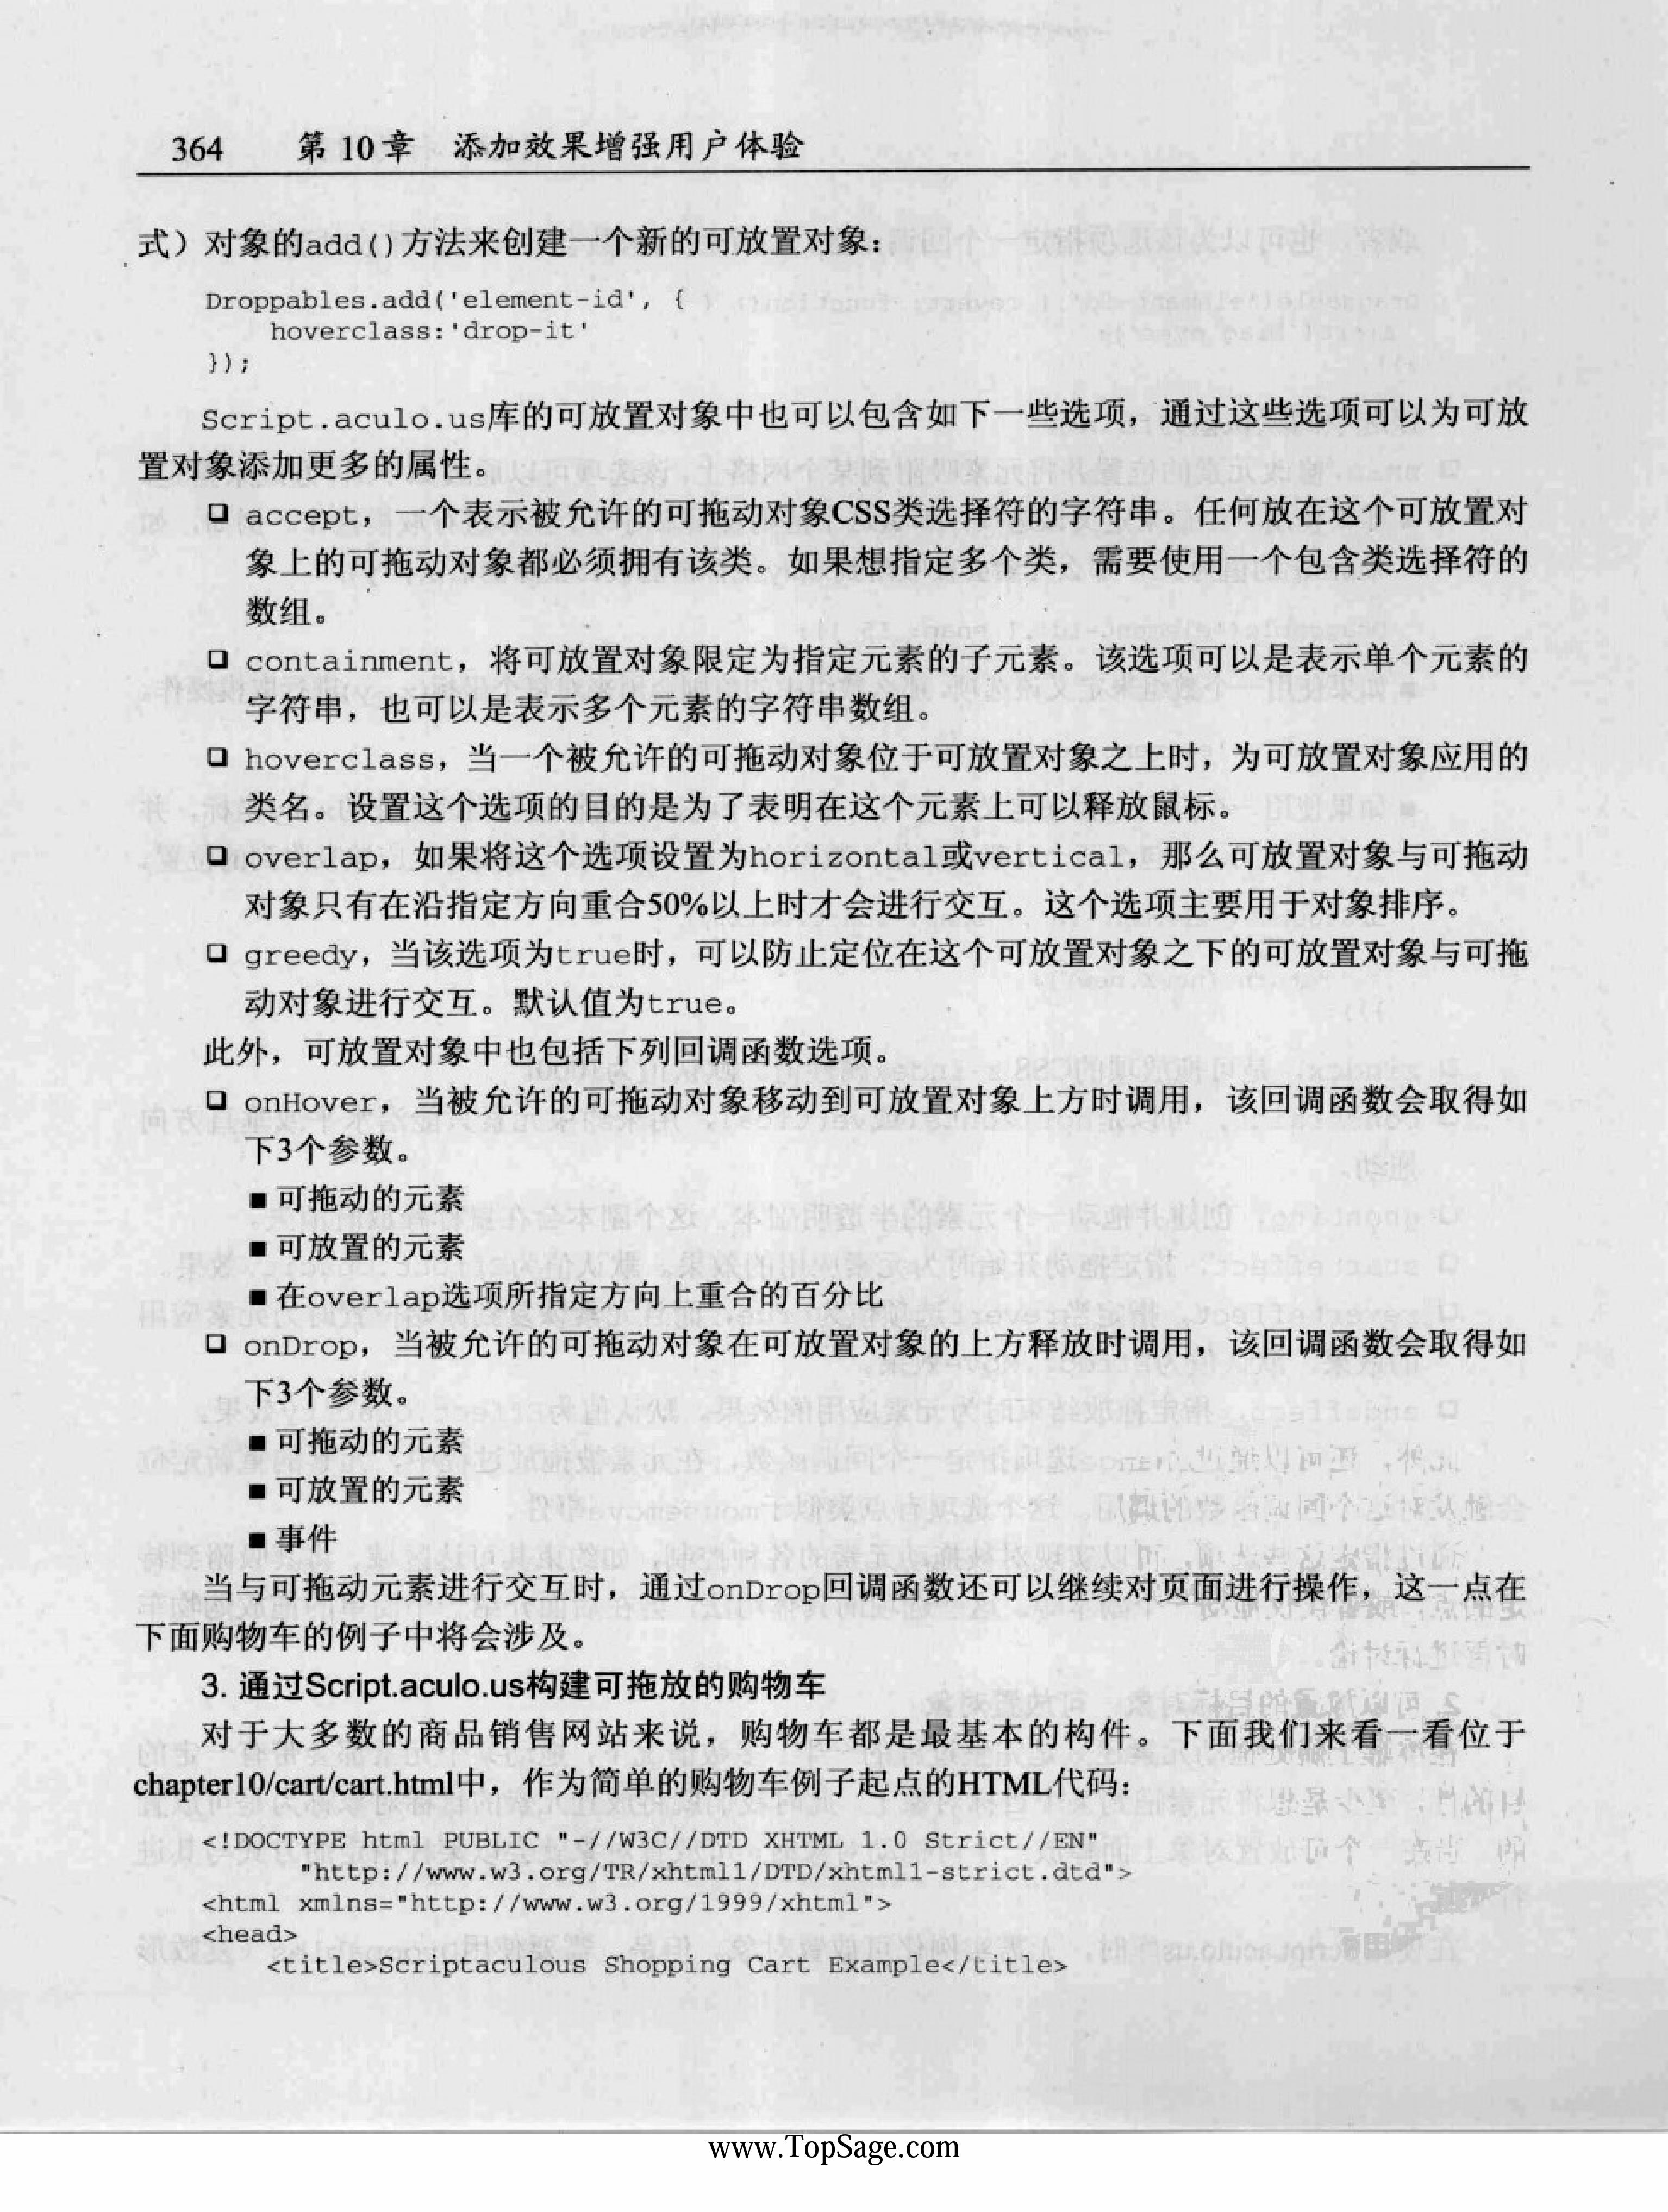 364 第 10 章 添加效果增强用户体验
式）对象的add()方法来创建一个新的可放置对象：
Droppables.add('element-id', {
hoverclass:'drop-it'
});
Script.aculo.us库的可放置对象中也可以包含如下一些选项，通过这些选项可以为可放
置对象添加更多的属性。
❑ accept，一个表示被允许的可拖动对象CSS类选择符的字符串。任何放在这个可放置对
象上的可拖动对象都必须拥有该类。如果想指定多个类，需要使用一个包含类选择符的
数组。
❑ containment，将可放置对象限定为指定元素的子元素。该选项可以是表示单个元素的
字符串，也可以是表示多个元素的字符串数组。
❑ hoverclass，当一个被允许的可拖动对象位于可放置对象之上时，为可放置对象应用的
类名。设置这个选项的目的是为了表明在这个元素上可以释放鼠标。
❑ overlap，如果将这个选项设置为horizontal或vertical，那么可放置对象与可拖动
对象只有在沿指定方向重合50%以上时才会进行交互。这个选项主要用于对象排序。
❑ greedy，当该选项为true时，可以防止定位在这个可放置对象之下的可放置对象与可拖
动对象进行交互。默认值为true。
此外，可放置对象中也包括下列回调函数选项。
❑ onHover，当被允许的可拖动对象移动到可放置对象上方时调用，该回调函数会取得如
下3个参数。
■ 可拖动的元素
■ 可放置的元素
■ 在overlap选项所指定方向上重合的百分比
❑ onDrop，当被允许的可拖动对象在可放置对象的上方释放时调用，该回调函数会取得如
下3个参数。
■ 可拖动的元素
■ 可放置的元素
■ 事件
当与可拖动元素进行交互时，通过onDrop回调函数还可以继续对页面进行操作，这一点在
下面购物车的例子中将会涉及。
3. 通过Script.aculo.us构建可拖放的购物车
对于大多数的商品销售网站来说，购物车都是最基本的构件。下面我们来看一看位于
chapter10/cart/cart.html中，作为简单的购物车例子起点的HTML代码：
<!DOCTYPE html PUBLIC "-//W3C//DTD XHTML 1.0 Strict//EN"
"http://www.w3.org/TR/xhtml1/DTD/xhtml1-strict.dtd">
<html xmlns="http://www.w3.org/1999/xhtml">
<head>
<title>Scriptaculous Shopping Cart Example</title>
www.TopSage.com